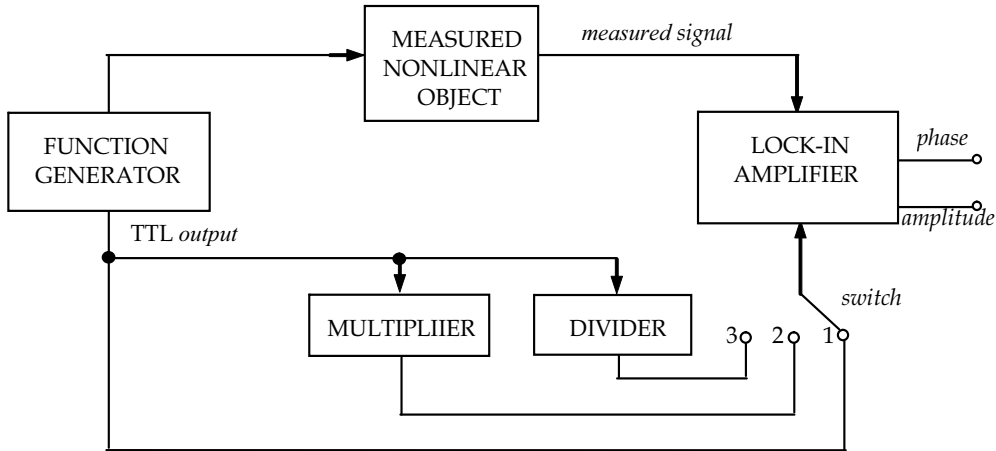 MEASURED
NONLINEAR
OBJECT
measured signal
FUNCTION
GENERATOR
LOCK-IN
AMPLIFIER
phase
amplitude
TTL output
switch
MULTIPLIIER
DIVIDER
3
2
1